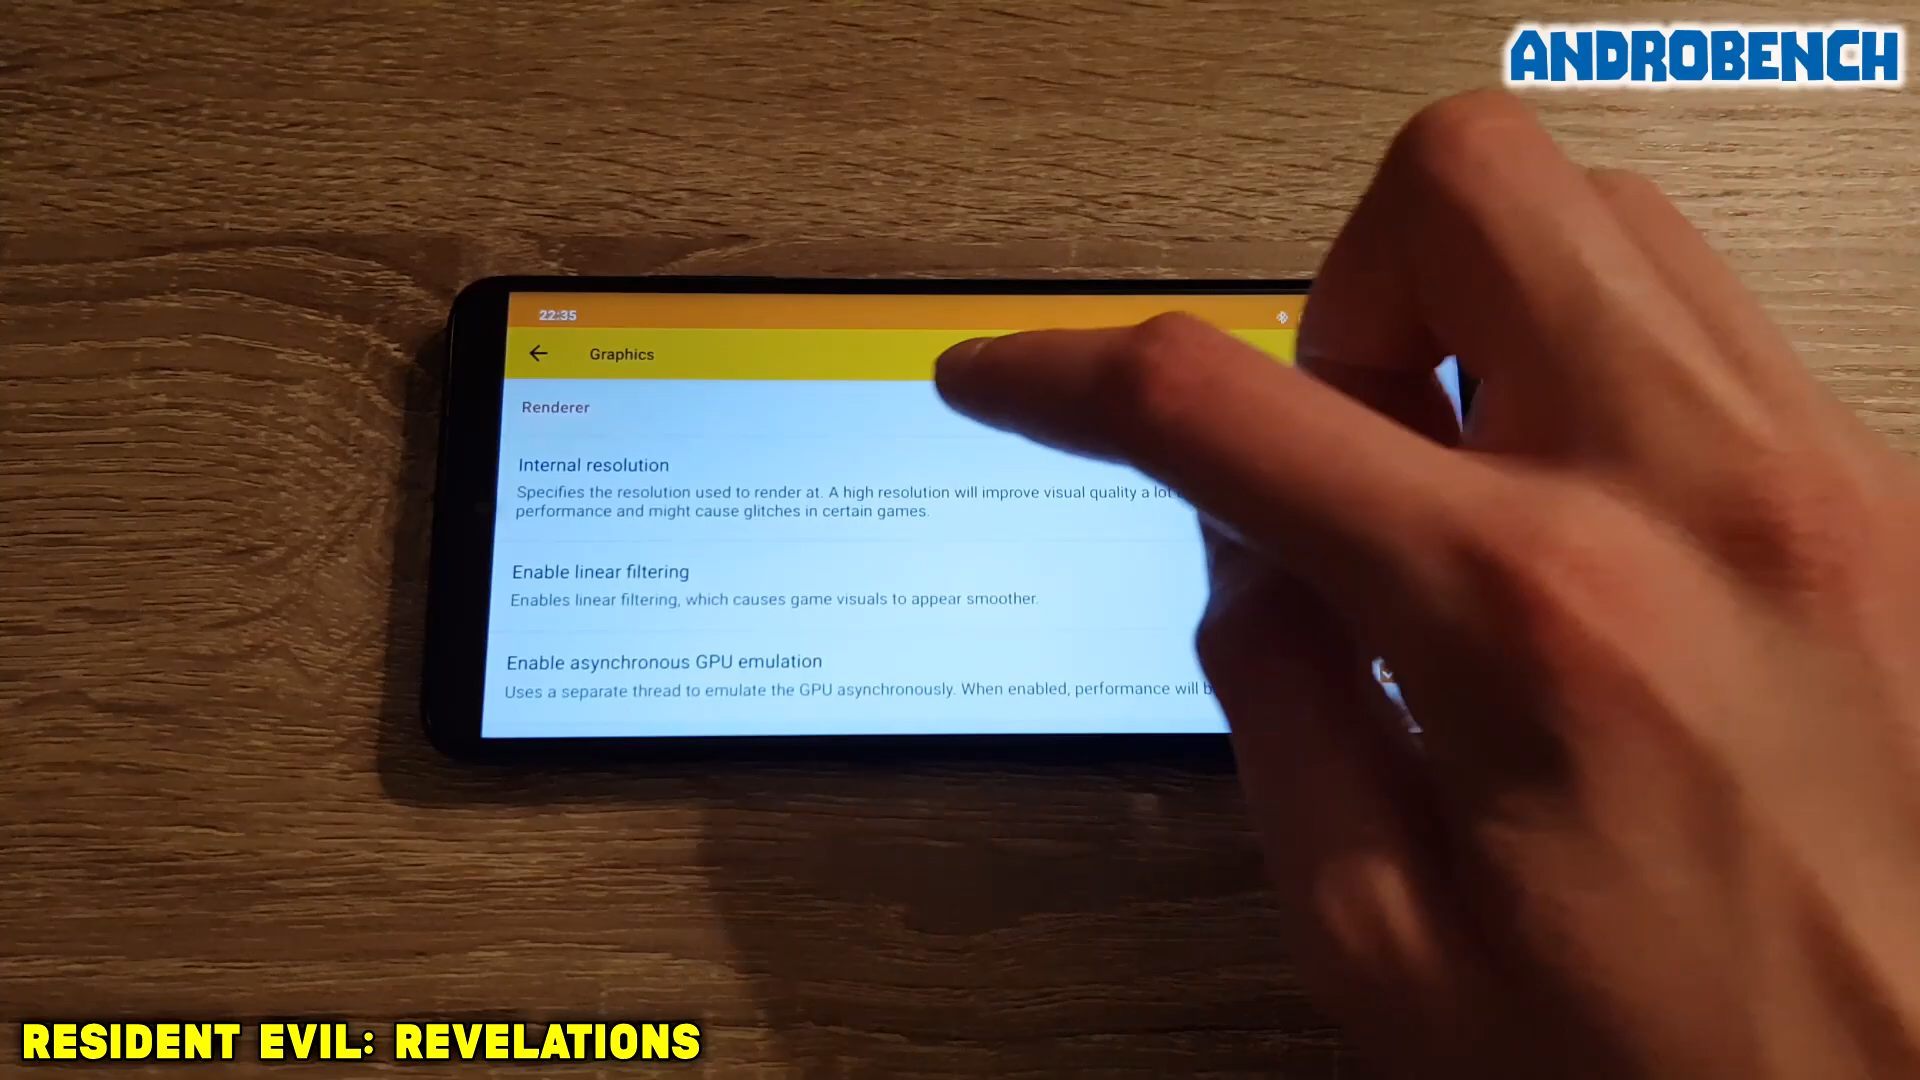 ANDROBENCH
22:35
Graphics
Renderer
Internal resolution
Specifies the resolution used to render at. A high resolution will improve visual quality a lot
performance and might cause glitches in certain games.
Enable linear filtering
Enables linear filtering, which causes game visuals to appear smoother.
Enable asynchronous GPU emulation
Uses a separate thread to emulate the GPU asynchronously. When enabled, performance will
RESIDENT EVIL: REVELATIONS